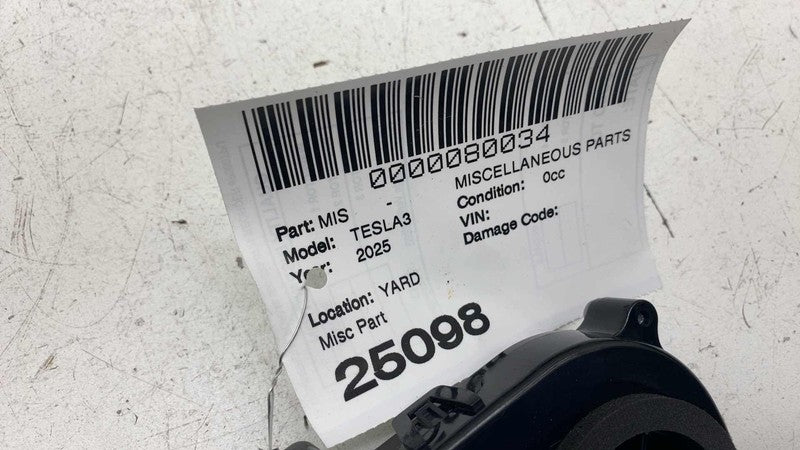 0000080034
Part: MIS - MISCELLANEOUS PARTS
Model: TESLA3 Condition: 0cc
Year: 2025 VIN:
Damage Code:
Location: YARD
Misc Part
25098